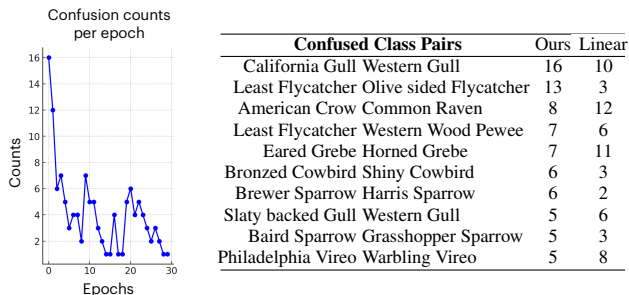 Confusion counts
per epoch
16
14
12
10
8
6
4
2
0
10
20
30
Counts
Epochs
Confused Class Pairs Ours Linear
California Gull Western Gull 16 10
Least Flycatcher Olive sided Flycatcher 13 3
American Crow Common Raven 8 12
Least Flycatcher Western Wood Pewee 7 6
Eared Grebe Horned Grebe 7 11
Bronzed Cowbird Shiny Cowbird 6 3
Brewer Sparrow Harris Sparrow 6 2
Slaty backed Gull Western Gull 5 6
Baird Sparrow Grasshopper Sparrow 5 3
Philadelphia Vireo Warbling Vireo 5 8